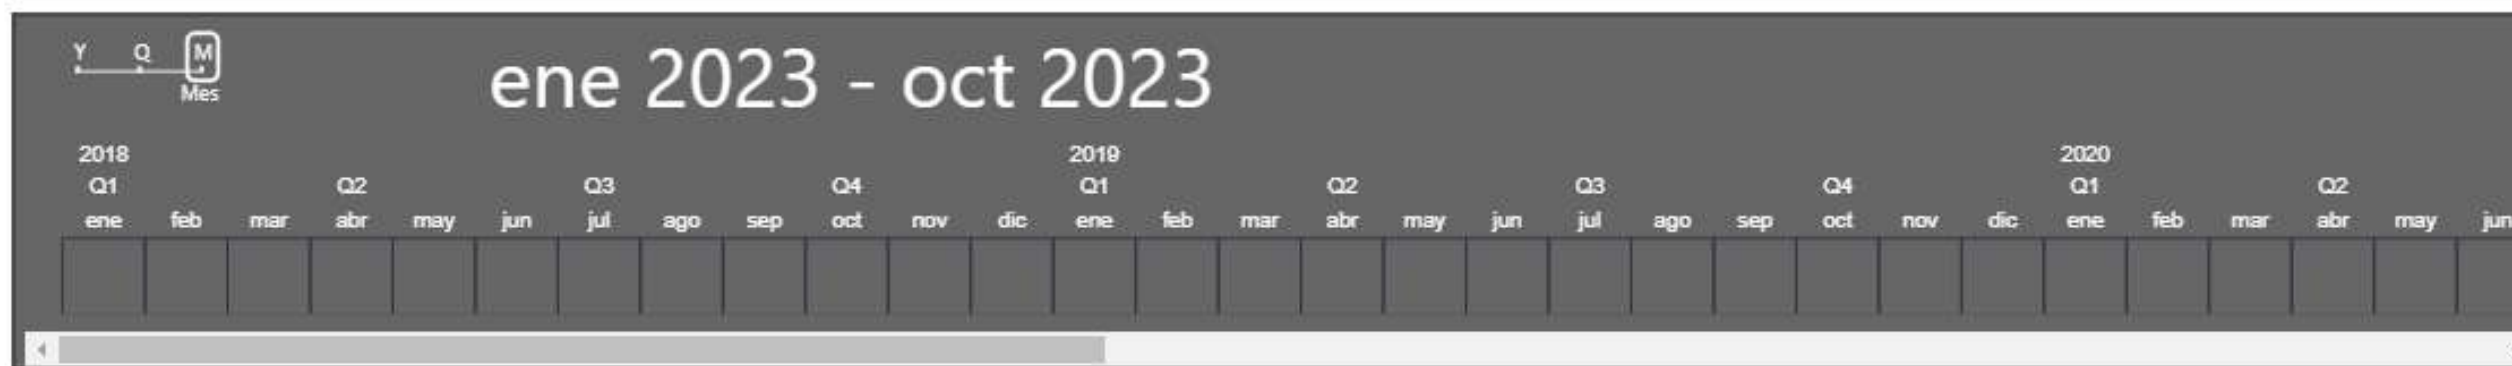 Y Q M
Mes
ene 2023 - oct 2023
2018 2019 2020
Q1 Q2 Q3 Q4 Q1 Q2 Q3 Q4 Q1 Q2
ene feb mar abr may jun jul ago sep oct nov dic ene feb mar abr may jun jul ago sep oct nov dic ene feb mar abr may jun